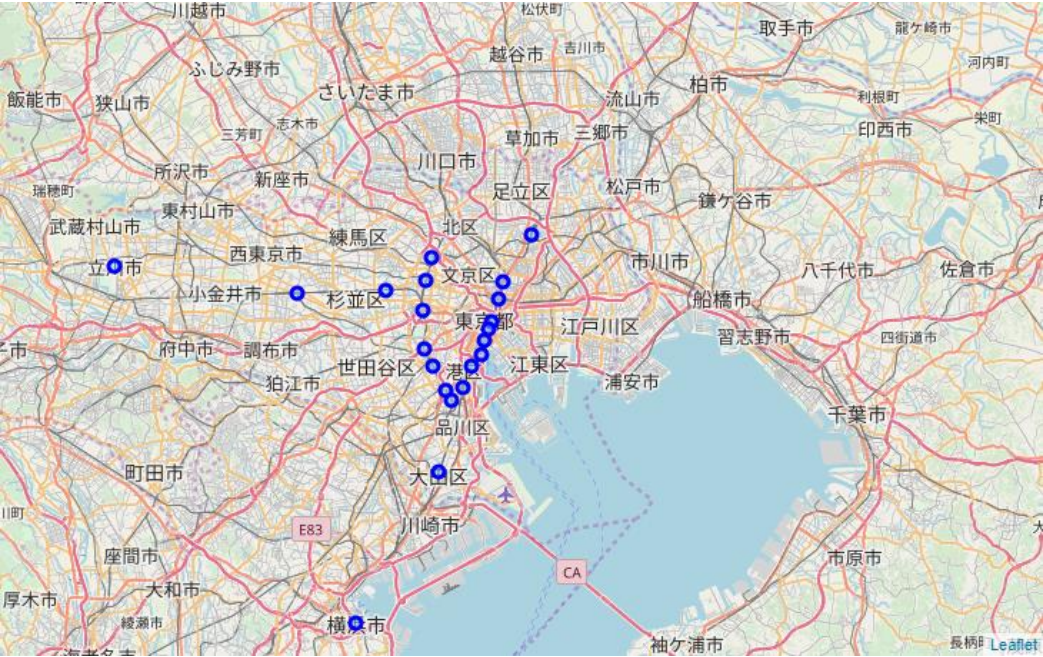 川越市
松伏町
取手市
龍ケ崎市
越谷市
吉川市
河内町
ふじみ野市
柏市
飯能市
狭山市
さいたま市
流山市
利根町
栄町
三芳町
志木市
草加市
三郷市
印西市
川口市
所沢市
新座市
瑞穂町
足立区
松戸市
鎌ケ谷市
東村山市
武蔵村山市
練馬区
北区
西東京市
市川市
八千代市
佐倉市
文京区
小金井市
杉並区
船橋市
東京都
江戸川区
習志野市
四街道市
府中市
調布市
世田谷区
港区
江東区
狛江市
浦安市
千葉市
品川区
町田市
大田区
川崎市
E83
座間市
市原市
CA
大和市
厚木市
綾瀬市
袖ケ浦市
Leaflet